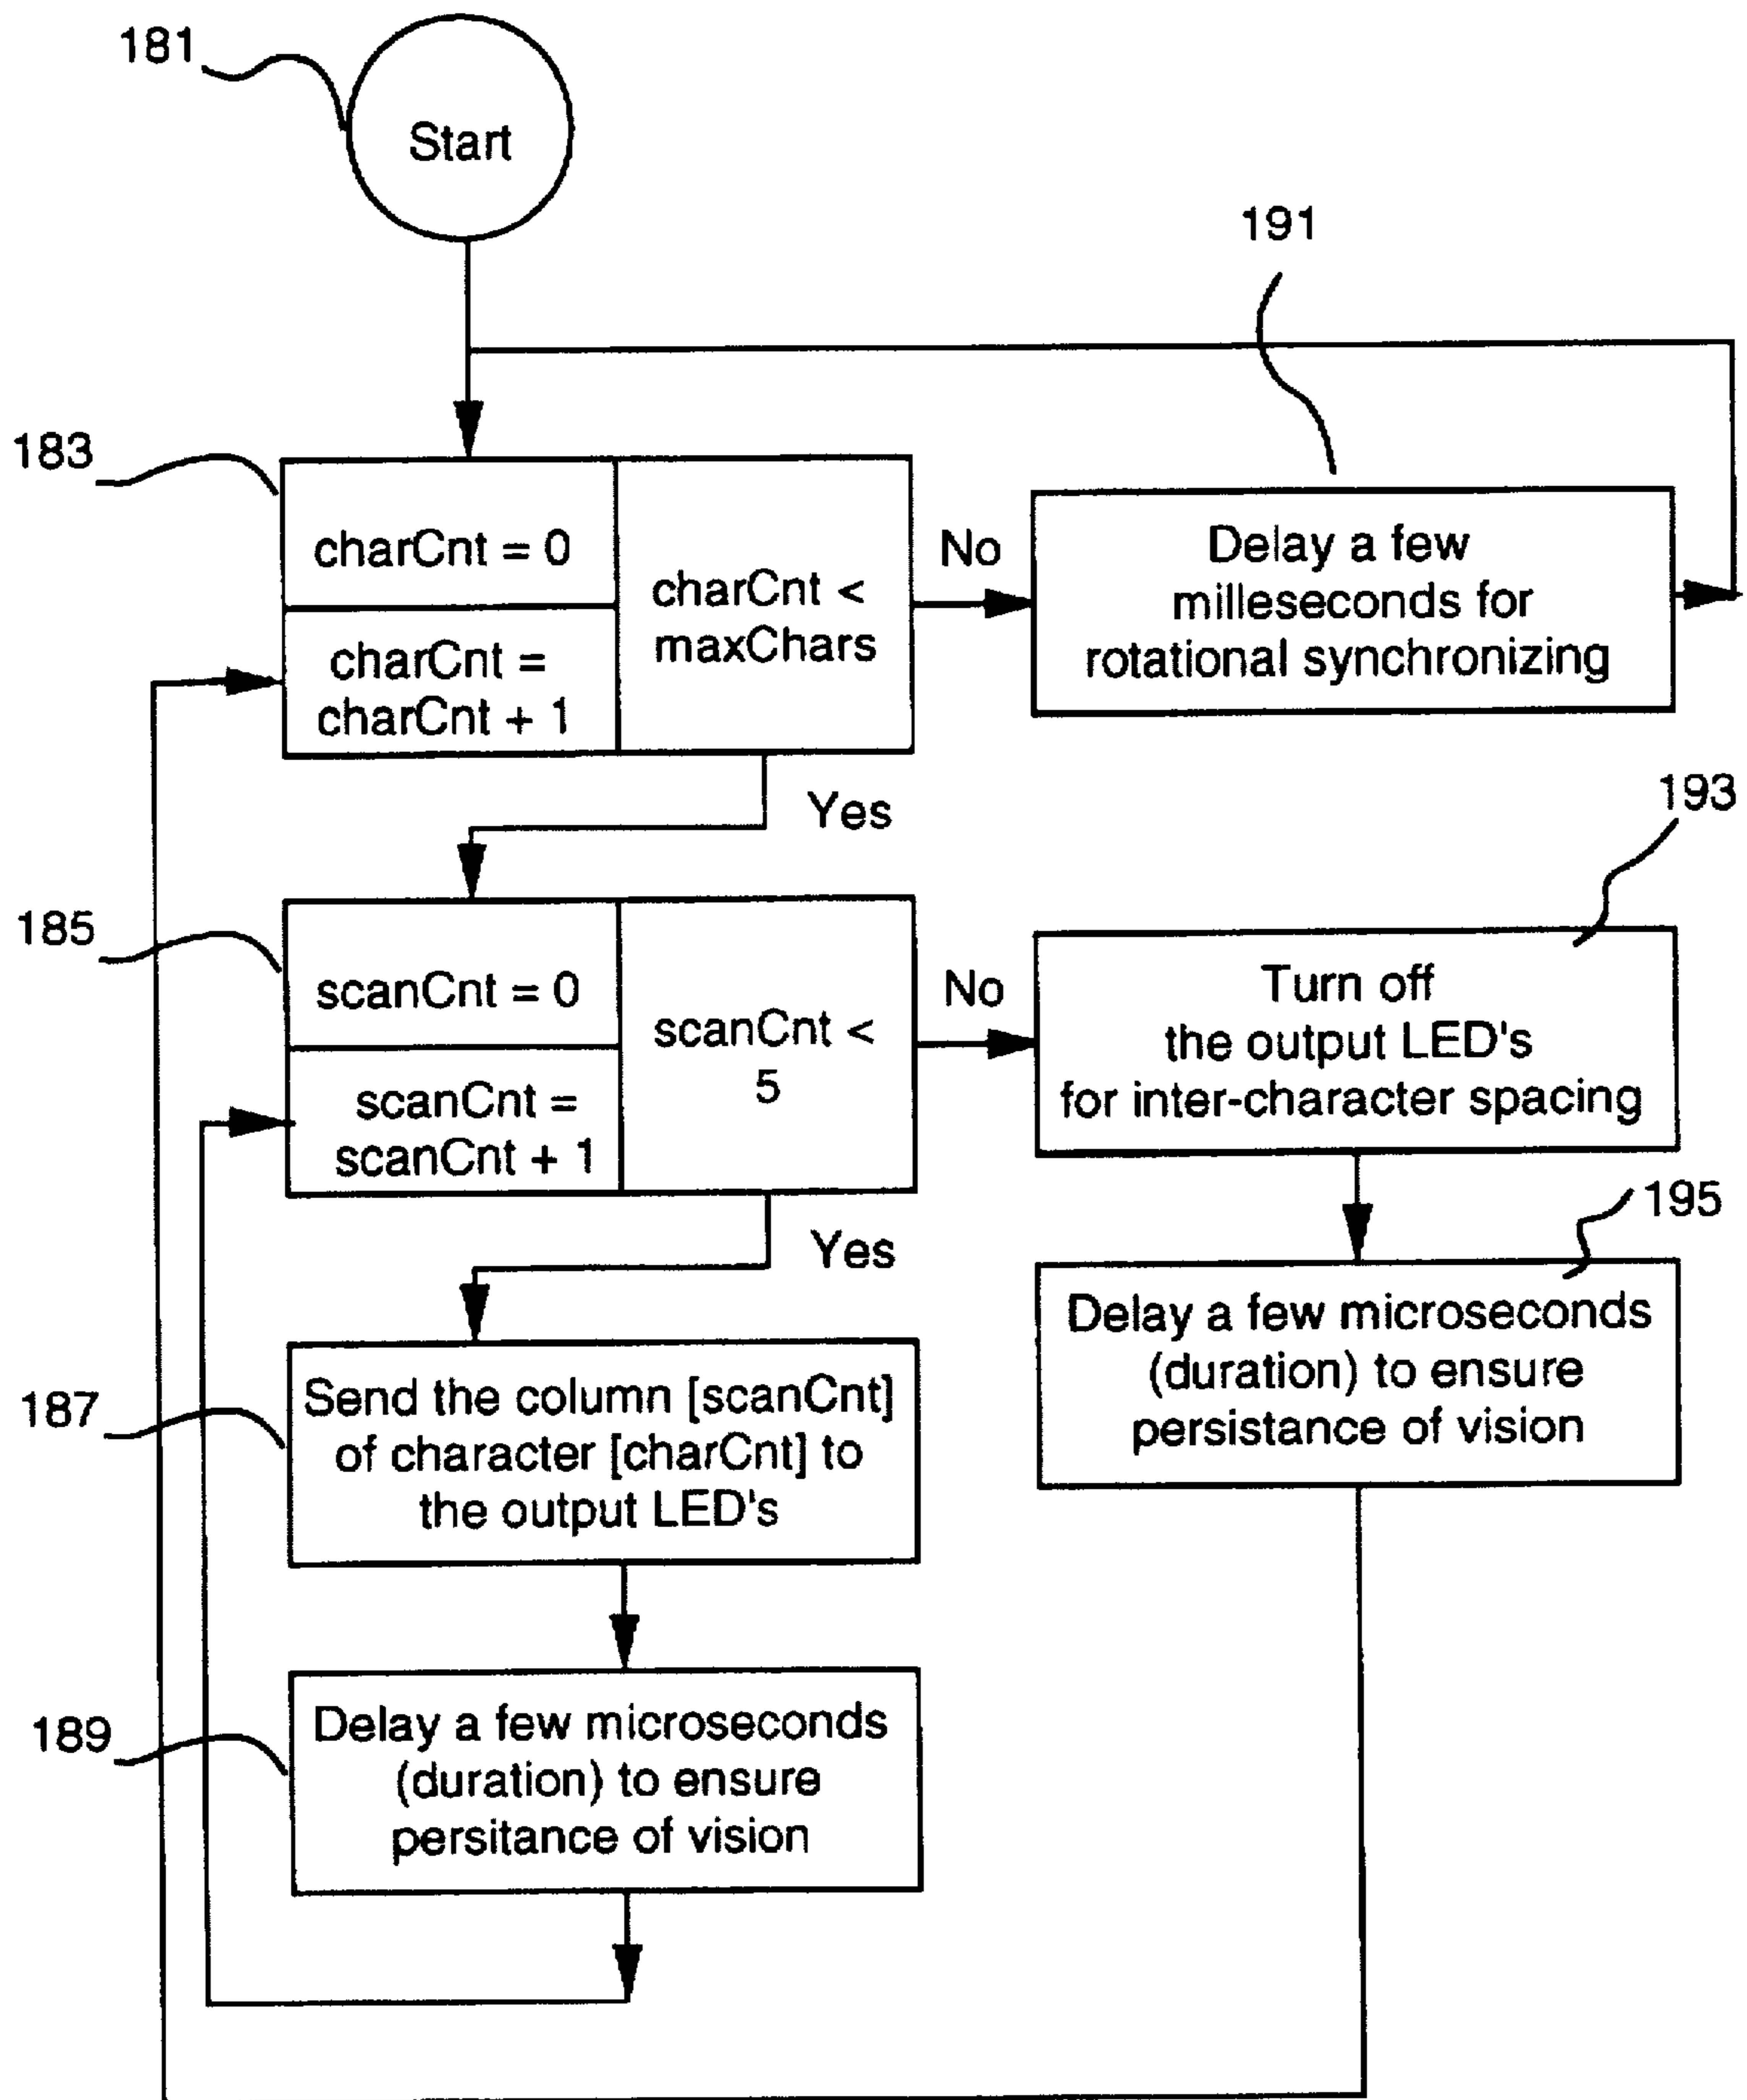 181
Start
191
183
charCnt = 0
charCnt =
charCnt + 1
charCnt <
maxChars
No
Delay a few
milleseconds for
rotational synchronizing
Yes
193
185
scanCnt = 0
scanCnt =
scanCnt + 1
scanCnt <
5
No
Turn off
the output LED's
for inter-character spacing
Yes
195
Delay a few microseconds
(duration) to ensure
persistance of vision
187
Send the column [scanCnt]
of character [charCnt] to
the output LED's
189
Delay a few microseconds
(duration) to ensure
persitance of vision